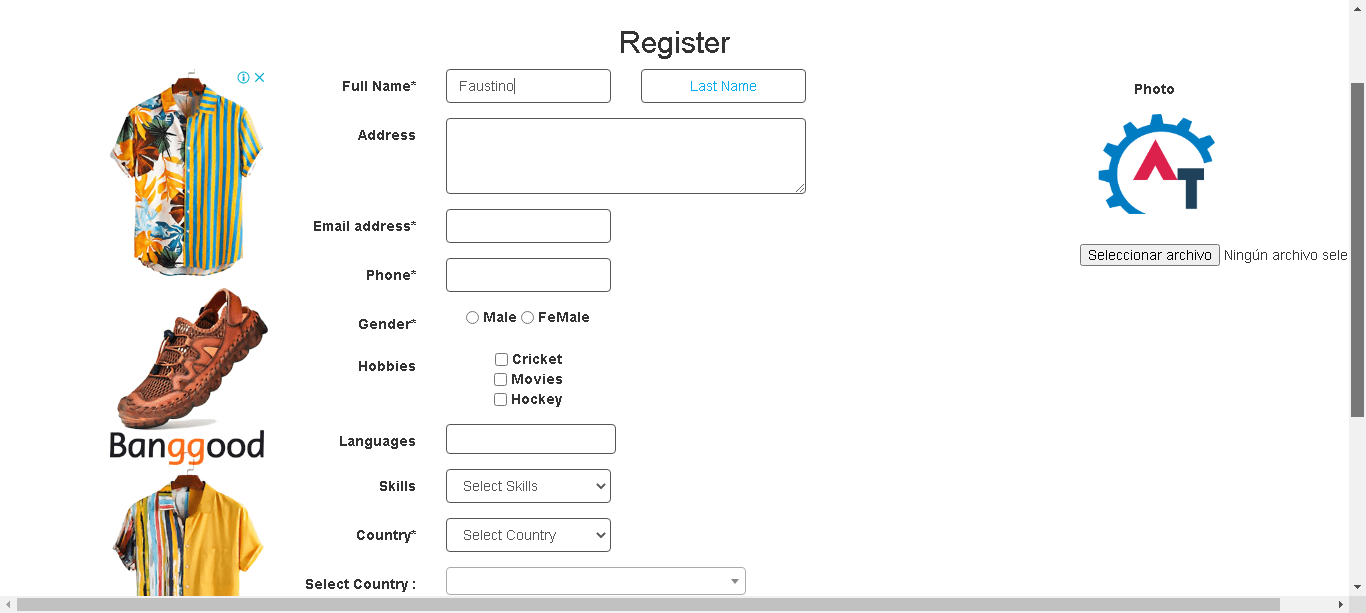 Register
Full Name*
Faustino
Last Name
Photo
Address
AT
Email address*
Seleccionar archivo Ningún archivo sele
Phone*
Gender*
Male FeMale
Hobbies
Cricket
Movies
Hockey
Banggood
Languages
Skills
Select Skills
Country*
Select Country
Select Country :